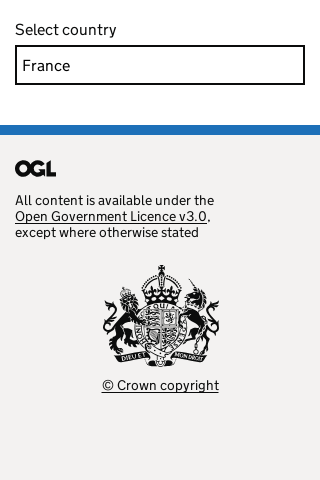 Select country
France
OGL
All content is available under the
Open Government Licence v3.0,
except where otherwise stated
DIEU ET MON DROIT
© Crown copyright